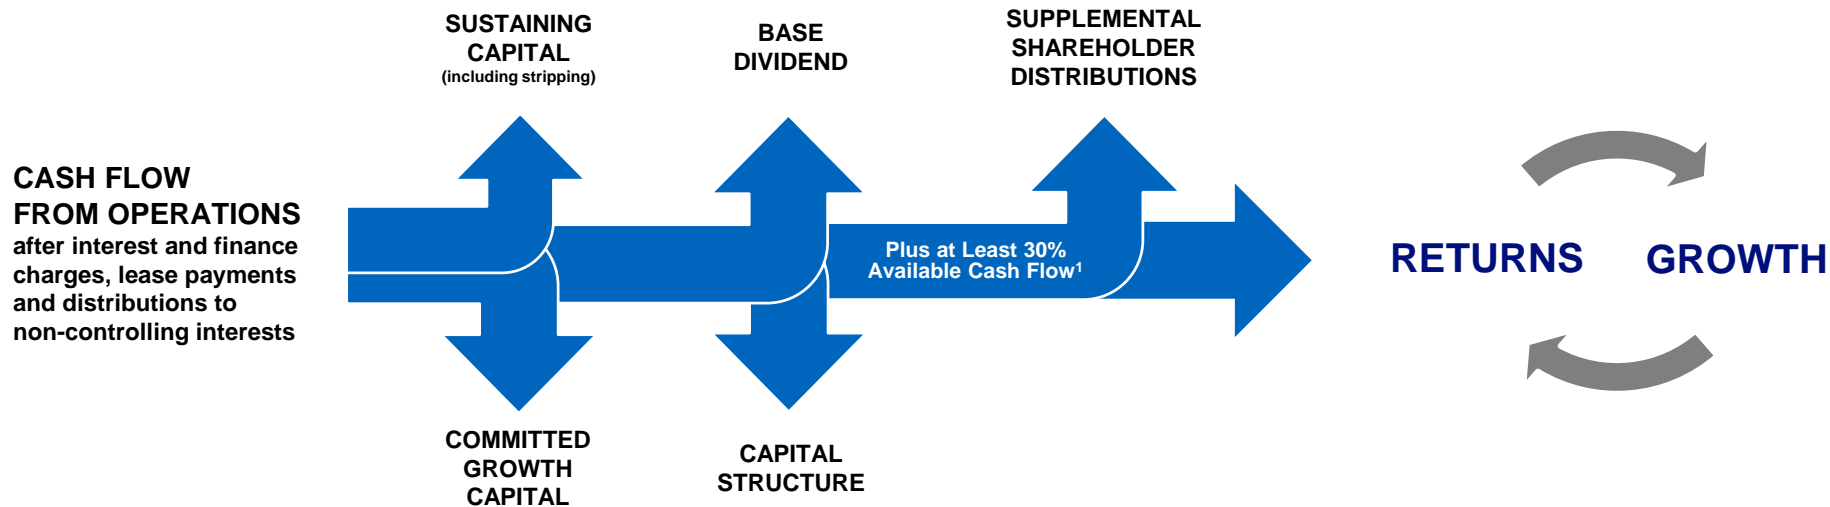 CASH FLOW
FROM OPERATIONS
after interest and finance
charges, lease payments
and distributions to
non-controlling interests
SUSTAINING
CAPITAL
(including stripping)
COMMITTED
GROWTH
CAPITAL
BASE
DIVIDEND
CAPITAL
STRUCTURE
SUPPLEMENTAL
SHAREHOLDER
DISTRIBUTIONS
Plus at Least 30%
Available Cash Flow¹
RETURNS
GROWTH